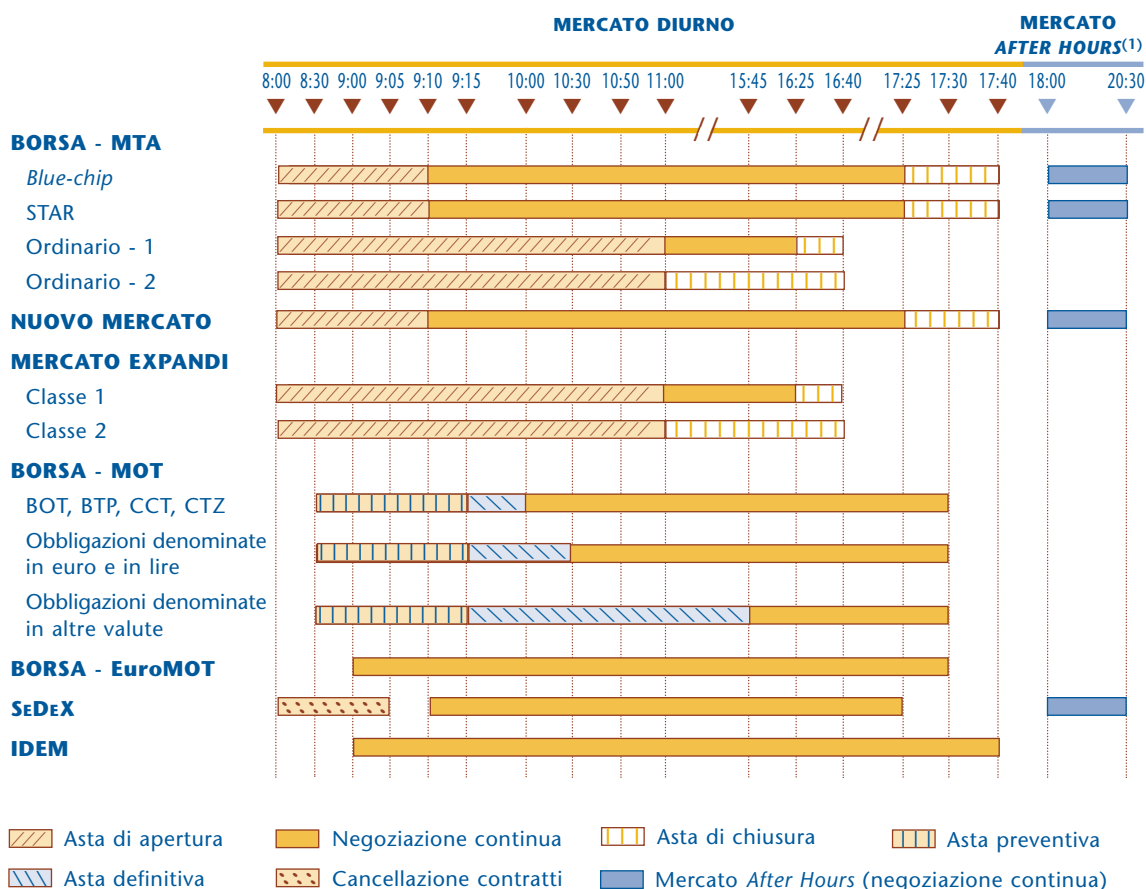 MERCATO DIURNO
MERCATO
AFTER HOURS(1)
8:00 8:30 9:00 9:05 9:10 9:15 10:00 10:30 10:50 11:00 15:45 16:25 16:40 17:25 17:30 17:40 18:00 20:30
BORSA - MTA
Blue-chip
STAR
Ordinario - 1
Ordinario - 2
NUOVO MERCATO
MERCATO EXPANDI
Classe 1
Classe 2
BORSA - MOT
BOT, BTP, CCT, CTZ
Obbligazioni denominate
in euro e in lire
Obbligazioni denominate
in altre valute
BORSA - EuroMOT
SEDEX
IDEM
Asta di apertura Negoziazione continua Asta di chiusura Asta preventiva
Asta definitiva Cancellazione contratti Mercato After Hours (negoziazione continua)